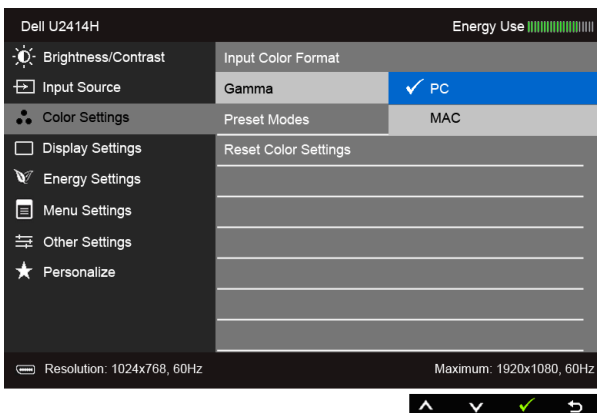 Dell U2414H Energy Use
Brightness/Contrast Input Color Format
Input Source Gamma PC
Color Settings Preset Modes MAC
Display Settings Reset Color Settings
Energy Settings
Menu Settings
Other Settings
Personalize
Resolution: 1024x768, 60Hz Maximum: 1920x1080, 60Hz